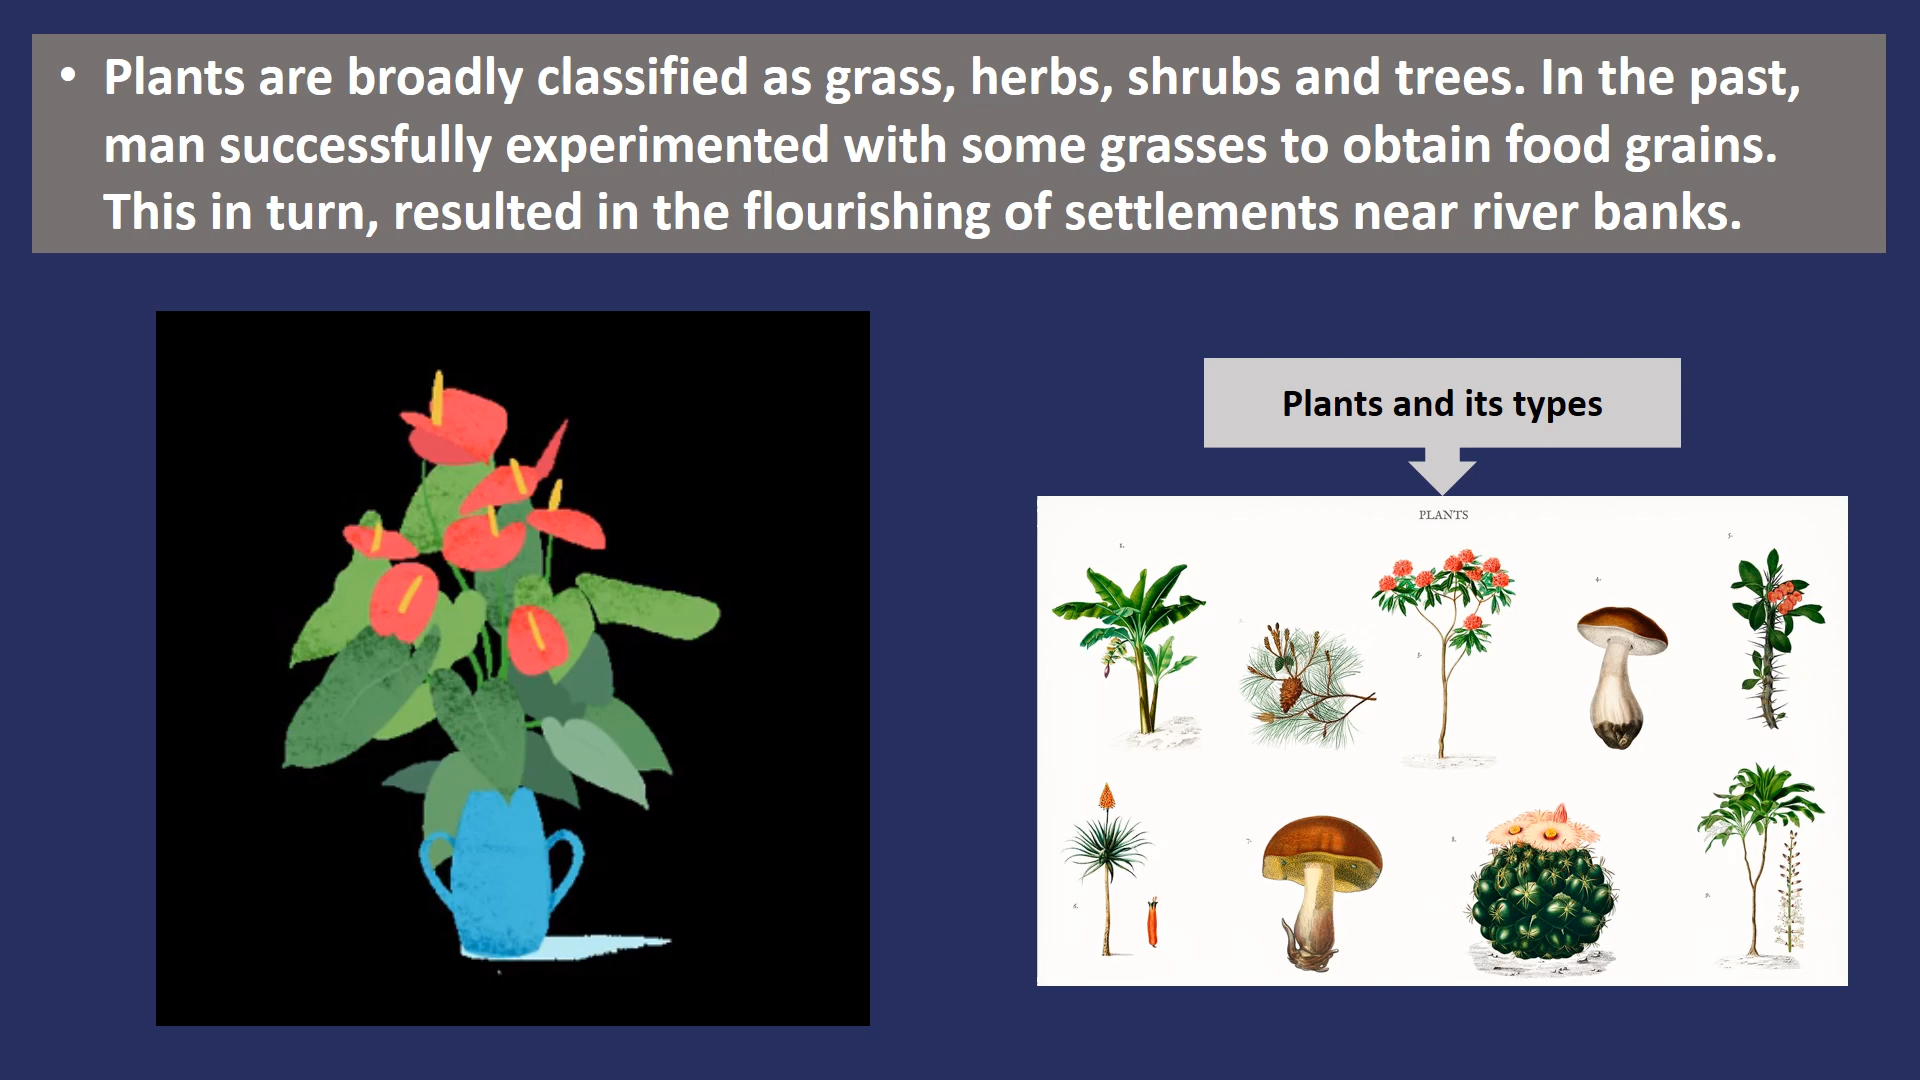 • Plants are broadly classified as grass, herbs, shrubs and trees. In the past,
man successfully experimented with some grasses to obtain food grains.
This in turn, resulted in the flourishing of settlements near river banks.
Plants and its types
PLANTS